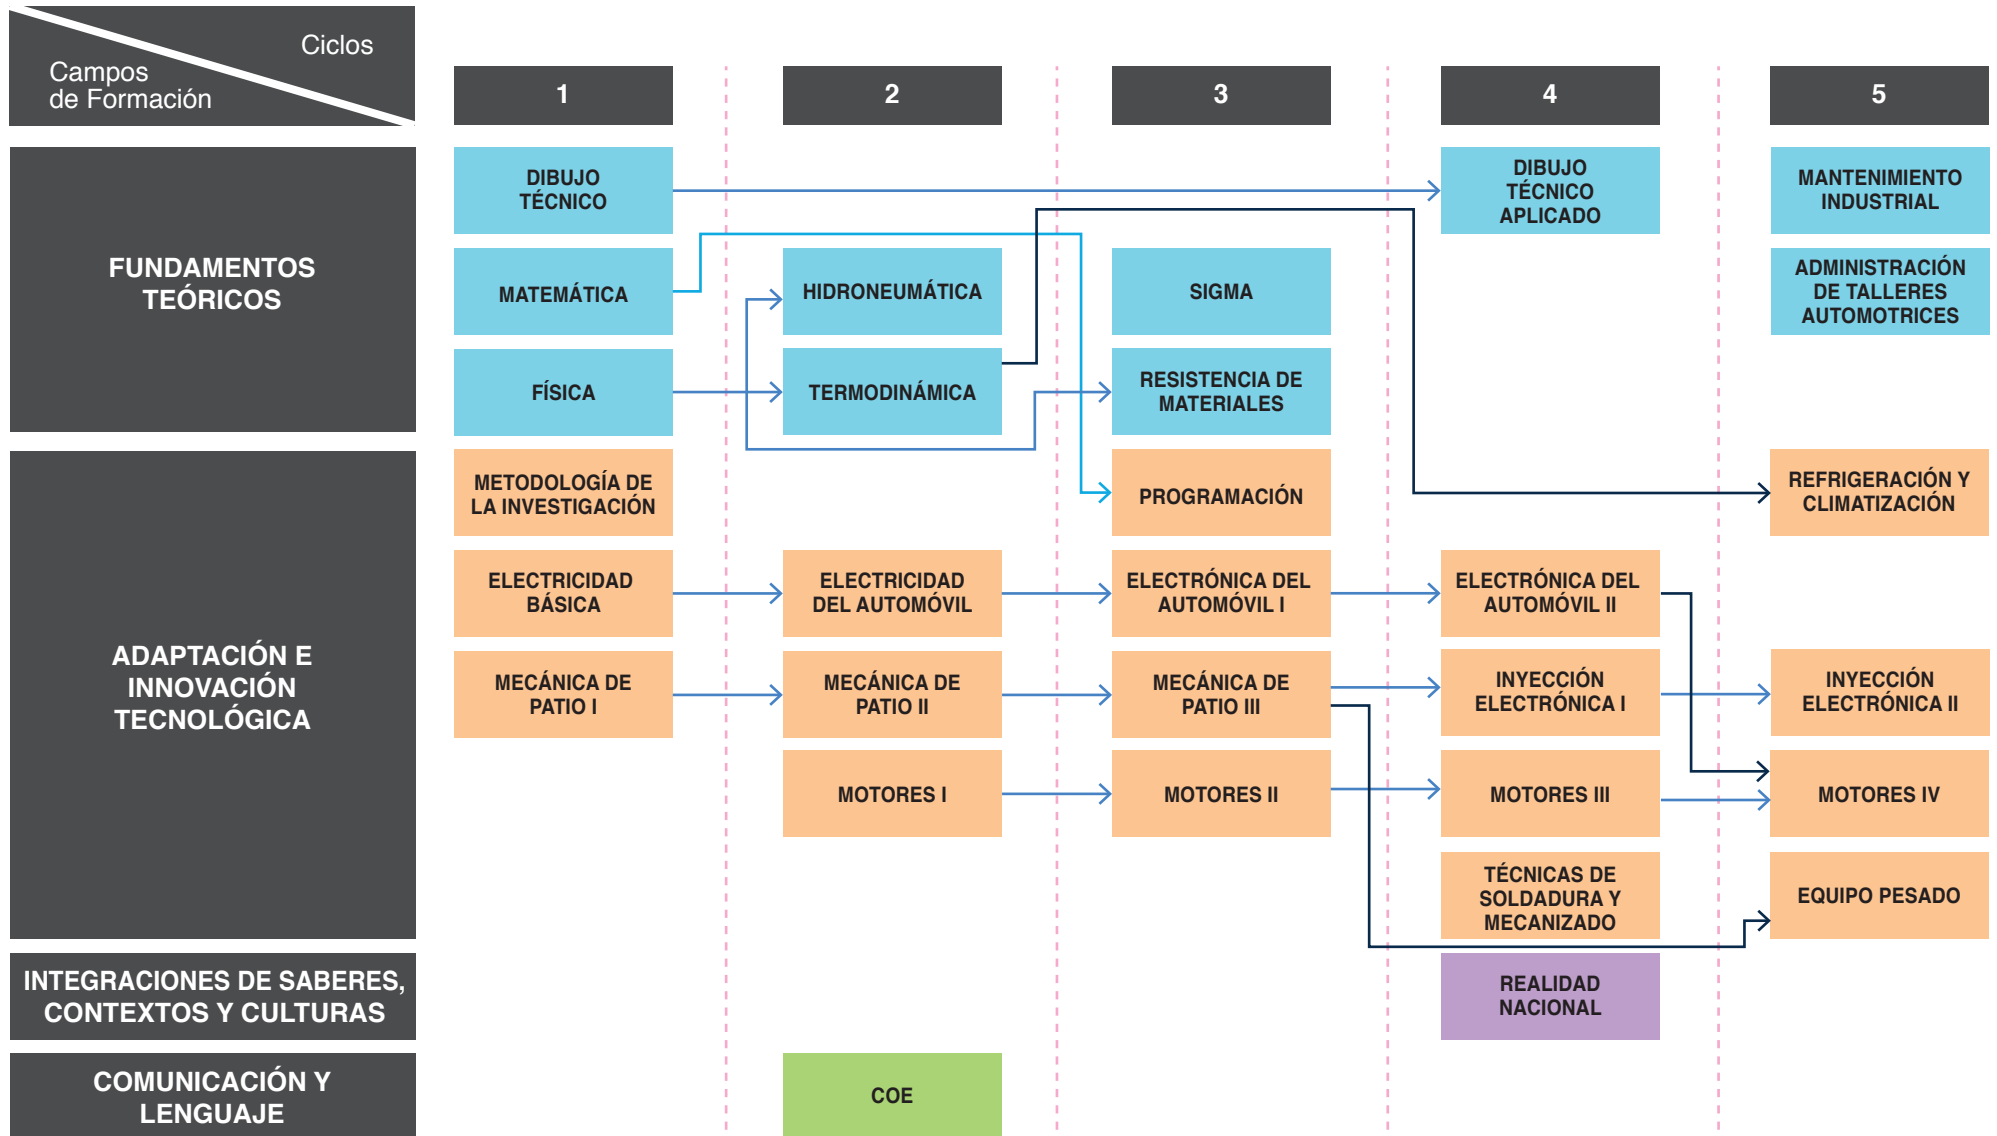 Ciclos
Campos
de Formación
1
2
3
4
5
FUNDAMENTOS
TEÓRICOS
DIBUJO
TÉCNICO
DIBUJO
TÉCNICO
APLICADO
MANTENIMIENTO
INDUSTRIAL
MATEMÁTICA
HIDRONEUMÁTICA
SIGMA
ADMINISTRACIÓN
DE TALLERES
AUTOMOTRICES
FÍSICA
TERMODINÁMICA
RESISTENCIA DE
MATERIALES
ADAPTACIÓN E
INNOVACIÓN
TECNOLÓGICA
METODOLOGÍA DE
LA INVESTIGACIÓN
PROGRAMACIÓN
REFRIGERACIÓN Y
CLIMATIZACIÓN
ELECTRICIDAD
BÁSICA
ELECTRICIDAD
DEL AUTOMÓVIL
ELECTRÓNICA DEL
AUTOMÓVIL I
ELECTRÓNICA DEL
AUTOMÓVIL II
MECÁNICA DE
PATIO I
MECÁNICA DE
PATIO II
MECÁNICA DE
PATIO III
INYECCIÓN
ELECTRÓNICA I
INYECCIÓN
ELECTRÓNICA II
MOTORES I
MOTORES II
MOTORES III
MOTORES IV
TÉCNICAS DE
SOLDADURA Y
MECANIZADO
EQUIPO PESADO
INTEGRACIONES DE SABERES,
CONTEXTOS Y CULTURAS
REALIDAD
NACIONAL
COMUNICACIÓN Y
LENGUAJE
COE